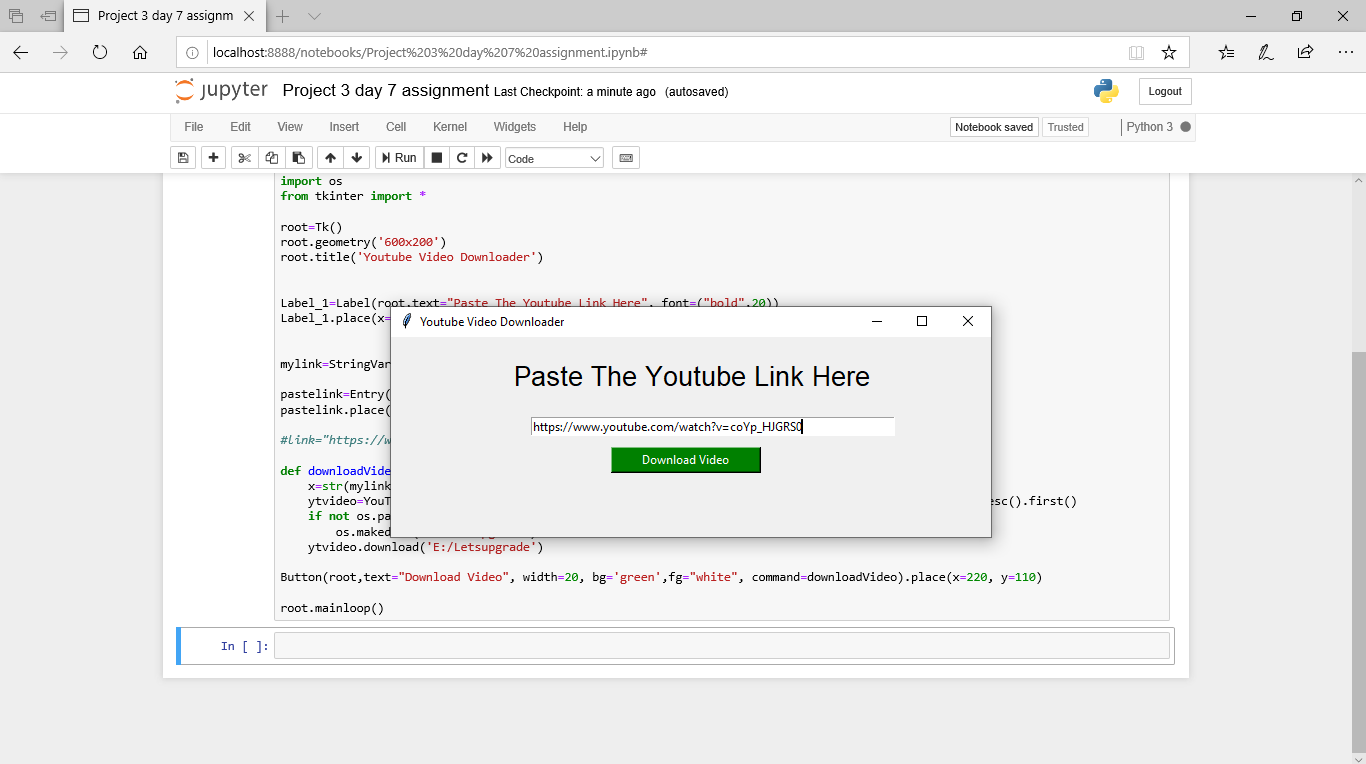 Project 3 day 7 assignm
localhost:8888/notebooks/Project%203%20day%207%20assignment.ipynb#
jupyter Project 3 day 7 assignment Last Checkpoint: a minute ago (autosaved)
Logout
File Edit View Insert Cell Kernel Widgets Help
Notebook saved Trusted Python 3
Run Code
import os
from tkinter import *
root=Tk()
root.geometry('600x200')
root.title('Youtube Video Downloader')
Label_1=Label(root,text="Paste The Youtube Link Here", font=("bold",20))
Label_1.place(x=
mylink=StringVar
pastelink=Entry(
pastelink.place(
#link="https://w
def downloadVide
x=str(mylink
ytvideo=YouT esc().first()
if not os.pa
os.maked
ytvideo.download('E:/Letsupgrade')
Button(root,text="Download Video", width=20, bg='green',fg="white", command=downloadVideo).place(x=220, y=110)
root.mainloop()
In [ ]:
Youtube Video Downloader
Paste The Youtube Link Here
https://www.youtube.com/watch?v=coYp_HJGRS0
Download Video